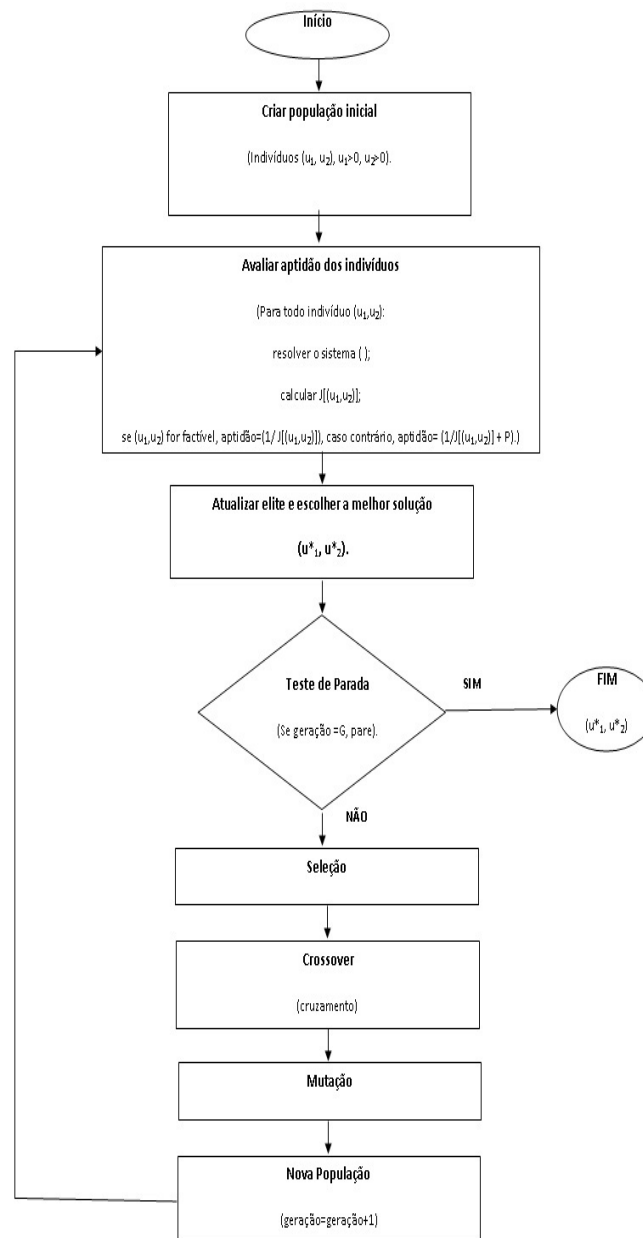 Início
Criar população inicial
(Indivíduos (u₁, u₂), u₁>0, u₂>0).
Avaliar aptidão dos indivíduos
(Para todo indivíduo (u₁,u₂):
resolver o sistema ( );
calcular J[(u₁,u₂)];
se (u₁,u₂) for factível, aptidão=(1/ J[(u₁,u₂)]), caso contrário, aptidão= (1/J[(u₁,u₂)] + P).)
Atualizar elite e escolher a melhor solução
(u*₁, u*₂).
Teste de Parada
(Se geração =G, pare).
SIM
FIM
(u*₁, u*₂)
NÃO
Seleção
Crossover
(cruzamento)
Mutação
Nova População
(geração=geração+1)